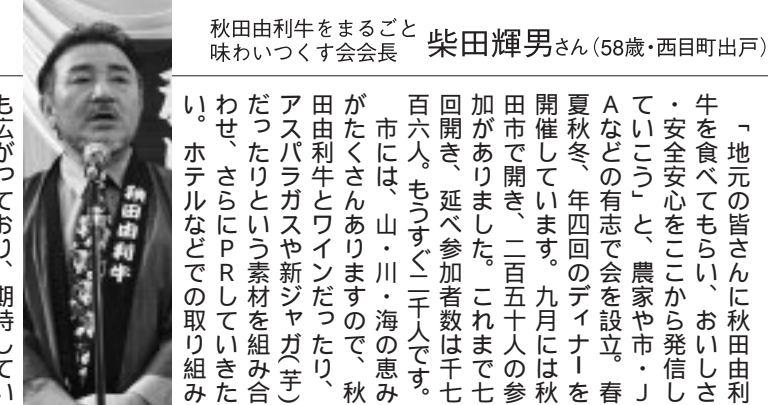 秋田由利牛をまるごと
味わいつくす会会長
柴田輝男さん（58歳・西目町出戸）
「地元の皆さんに秋田由利
牛を食べてもらい、おいしさ
・安全安心をここから発信し
ていこう」と、農家や市・Ｊ
Ａなどの有志で会を設立。春
夏秋冬、年四回のディナーを
開催しています。九月には秋
田市で開き、二百五十人の参
加がありました。これまで七
回開き、延べ参加者数は千七
百六人。もうすぐ二千人です。
市には、山・川・海の恵み
がたくさんありますので、秋
田由利牛とワインだったり、
アスパラガスや新ジャガ(芋)
だったりという素材を組み合
わせ、さらにＰＲしていきた
い。ホテルなどでの取り組み
も広がっており、期待してい
秋田由利牛